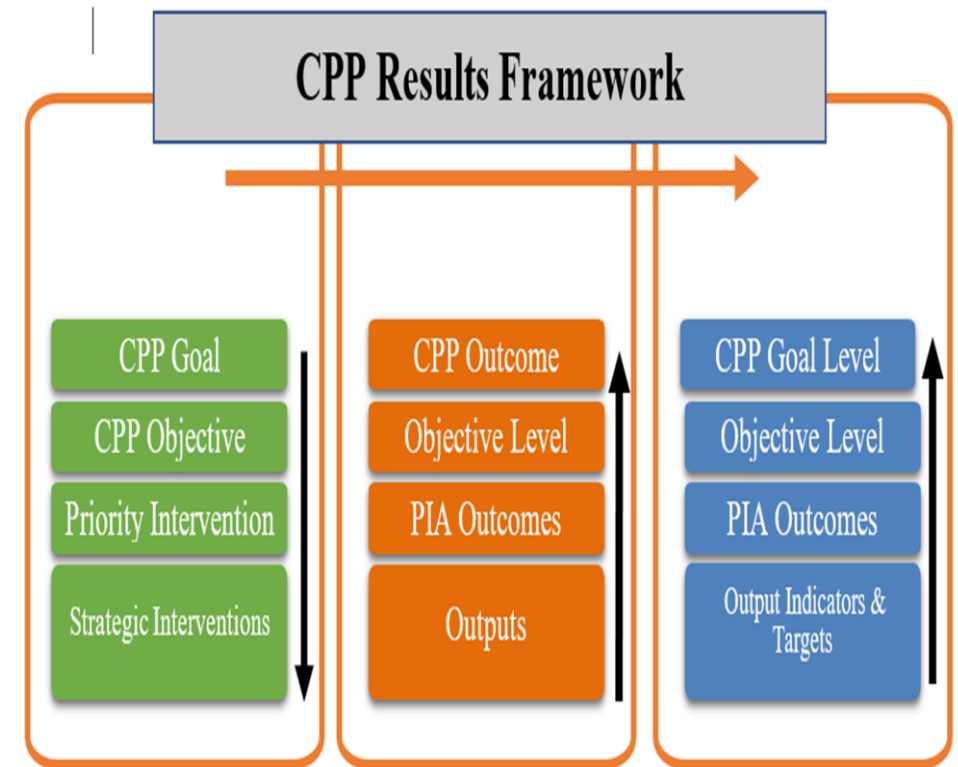 CPP Results Framework
CPP Goal
CPP Objective
Priority Intervention
Strategic Interventions
CPP Outcome
Objective Level
PIA Outcomes
Outputs
CPP Goal Level
Objective Level
PIA Outcomes
Output Indicators &
Targets